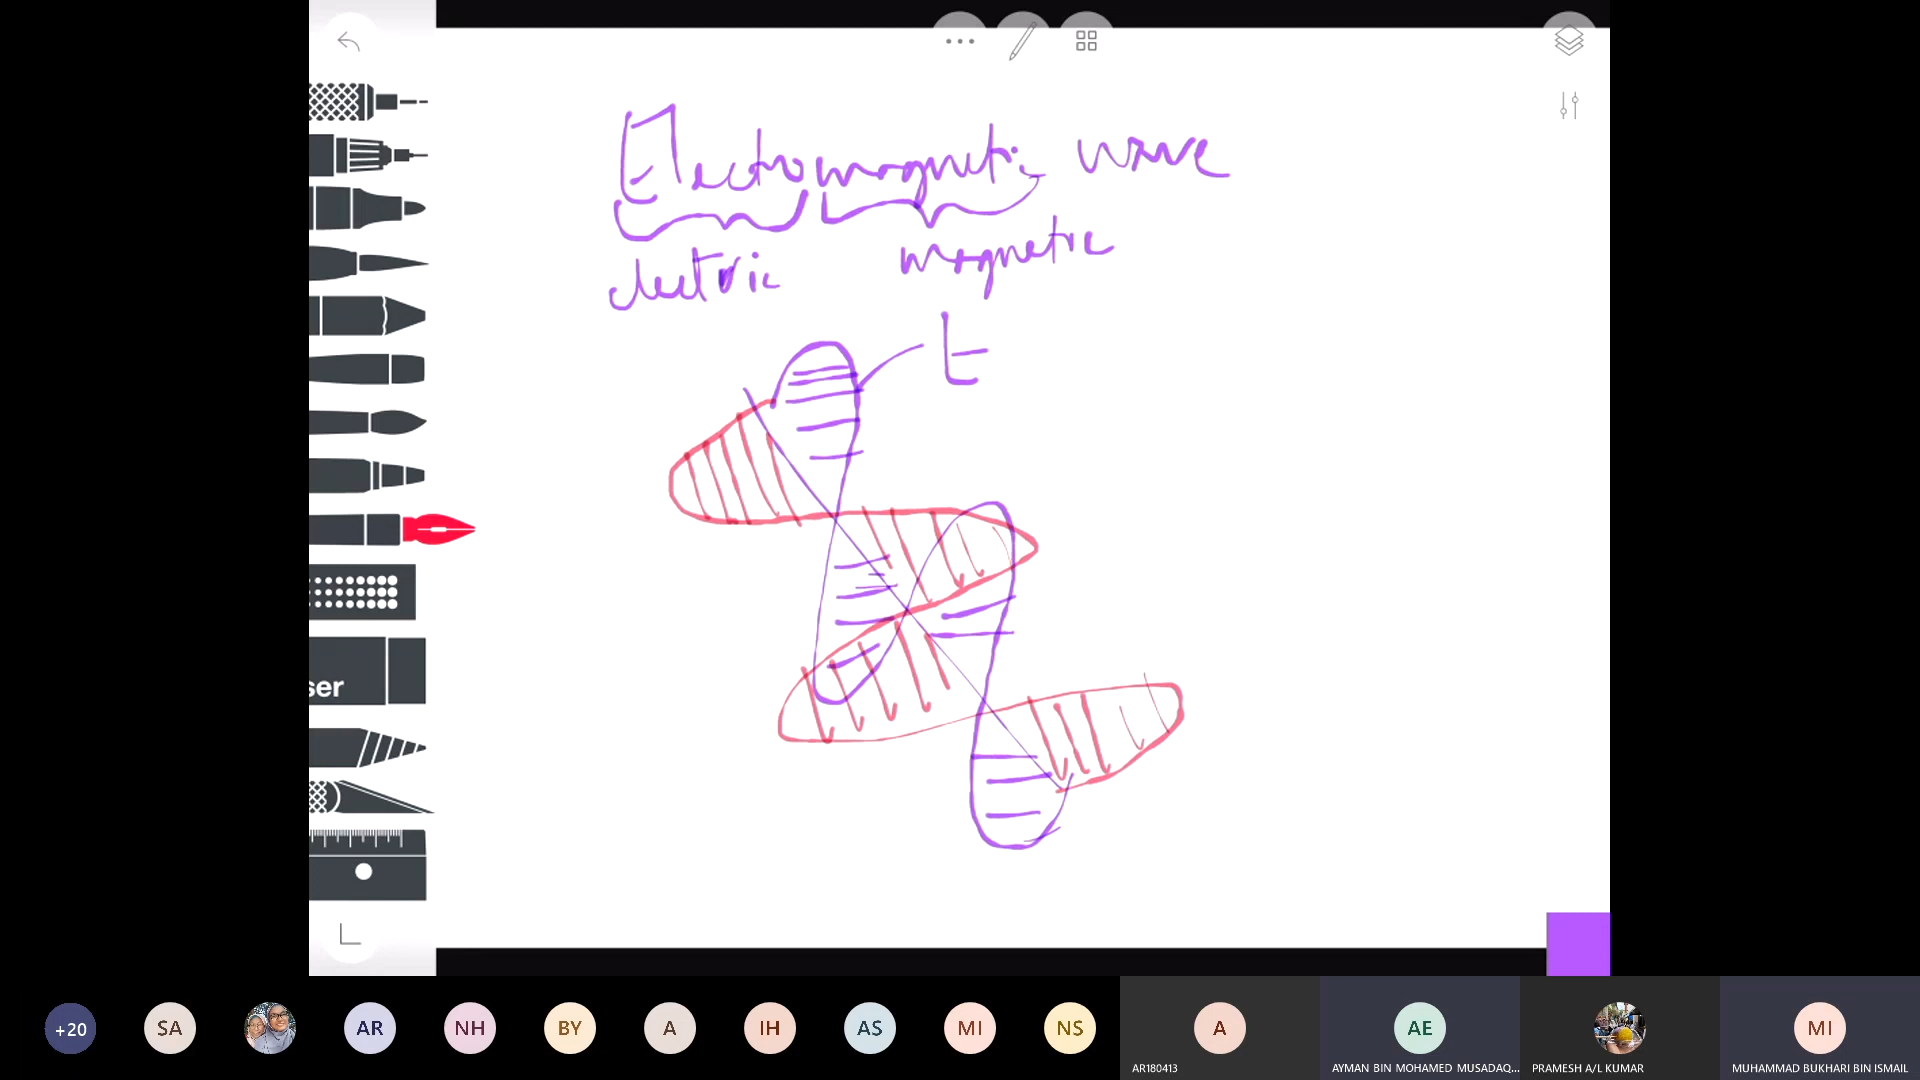 Electromagnetic wave
electric magnetic
E
ser
+20 SA AR NH BY A IH AS MI NS A AE MI
AR180413 AYMAN BIN MOHAMED MUSADAQ... PRAMESH A/L KUMAR MUHAMMAD BUKHARI BIN ISMAIL